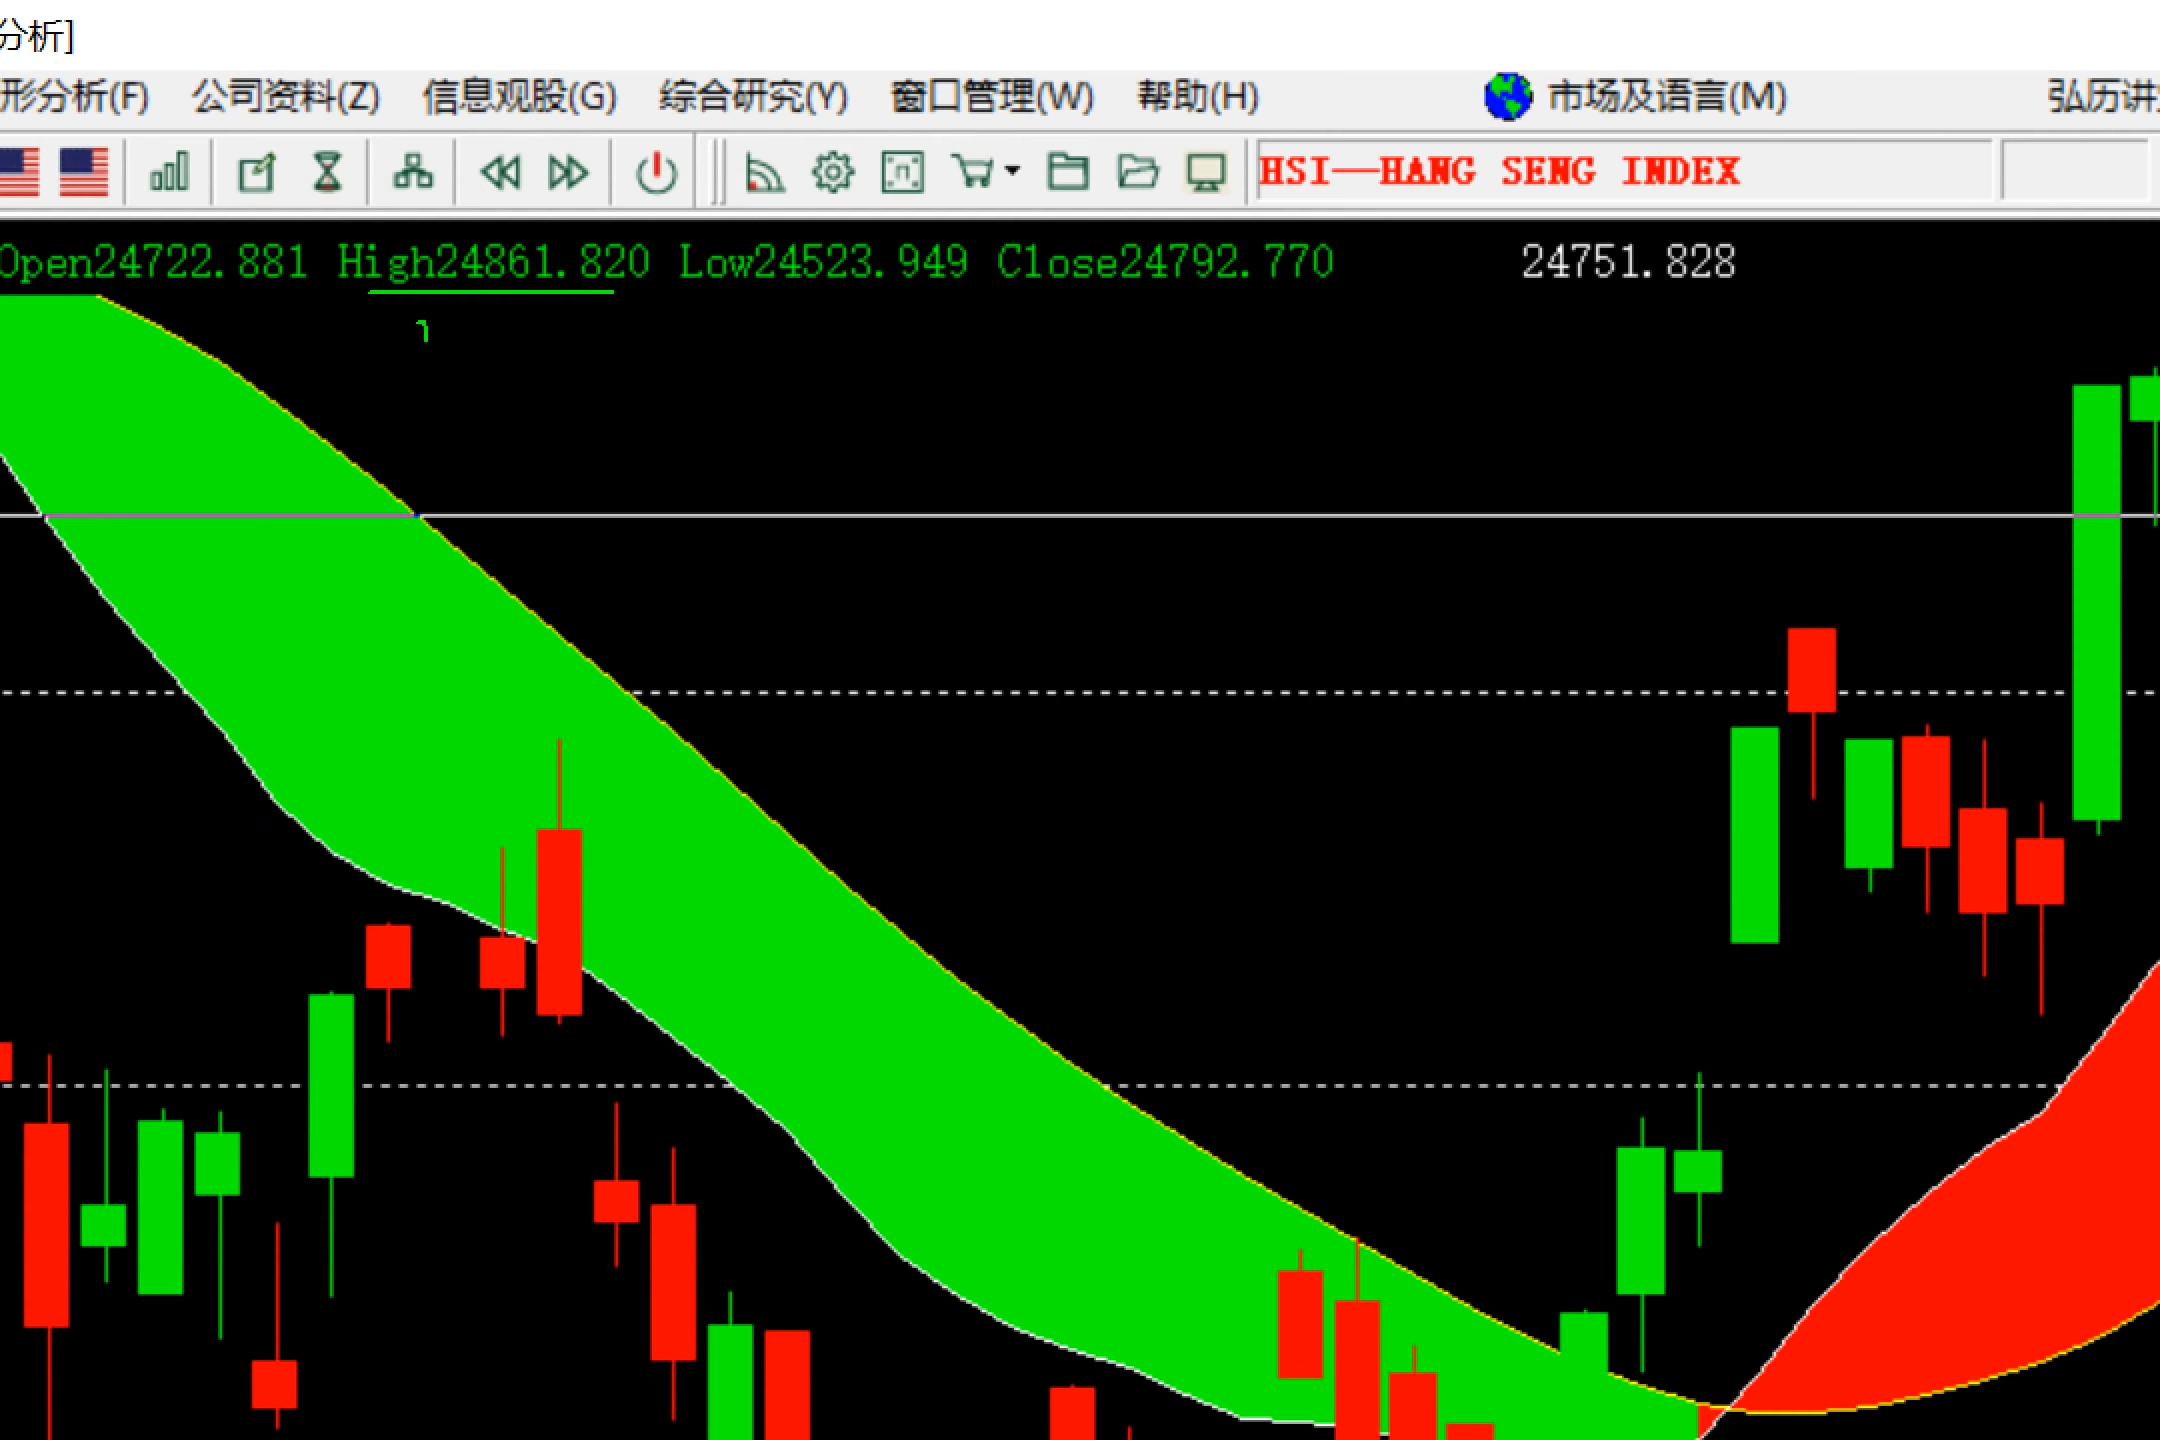 分析]
形分析(F) 公司资料(Z) 信息观股(G) 综合研究(Y) 窗口管理(W) 帮助(H) 市场及语言(M) 弘历讲
HSI—HANG SENG INDEX
Open24722.881 High24861.820 Low24523.949 Close24792.770 24751.828